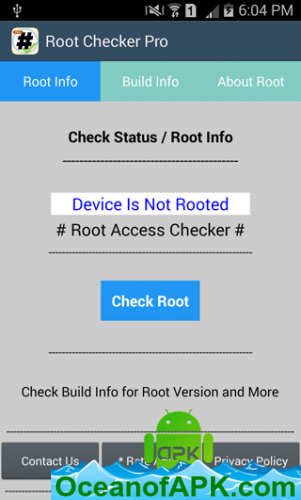 6:04 PM
# Root Checker Pro
Root Info Build Info About Root
Check Status / Root Info
Device Is Not Rooted
# Root Access Checker #
Check Root
Check Build Info for Root Version and More
APK
Contact Us * Rate Privacy Policy
OceanofAPK.com